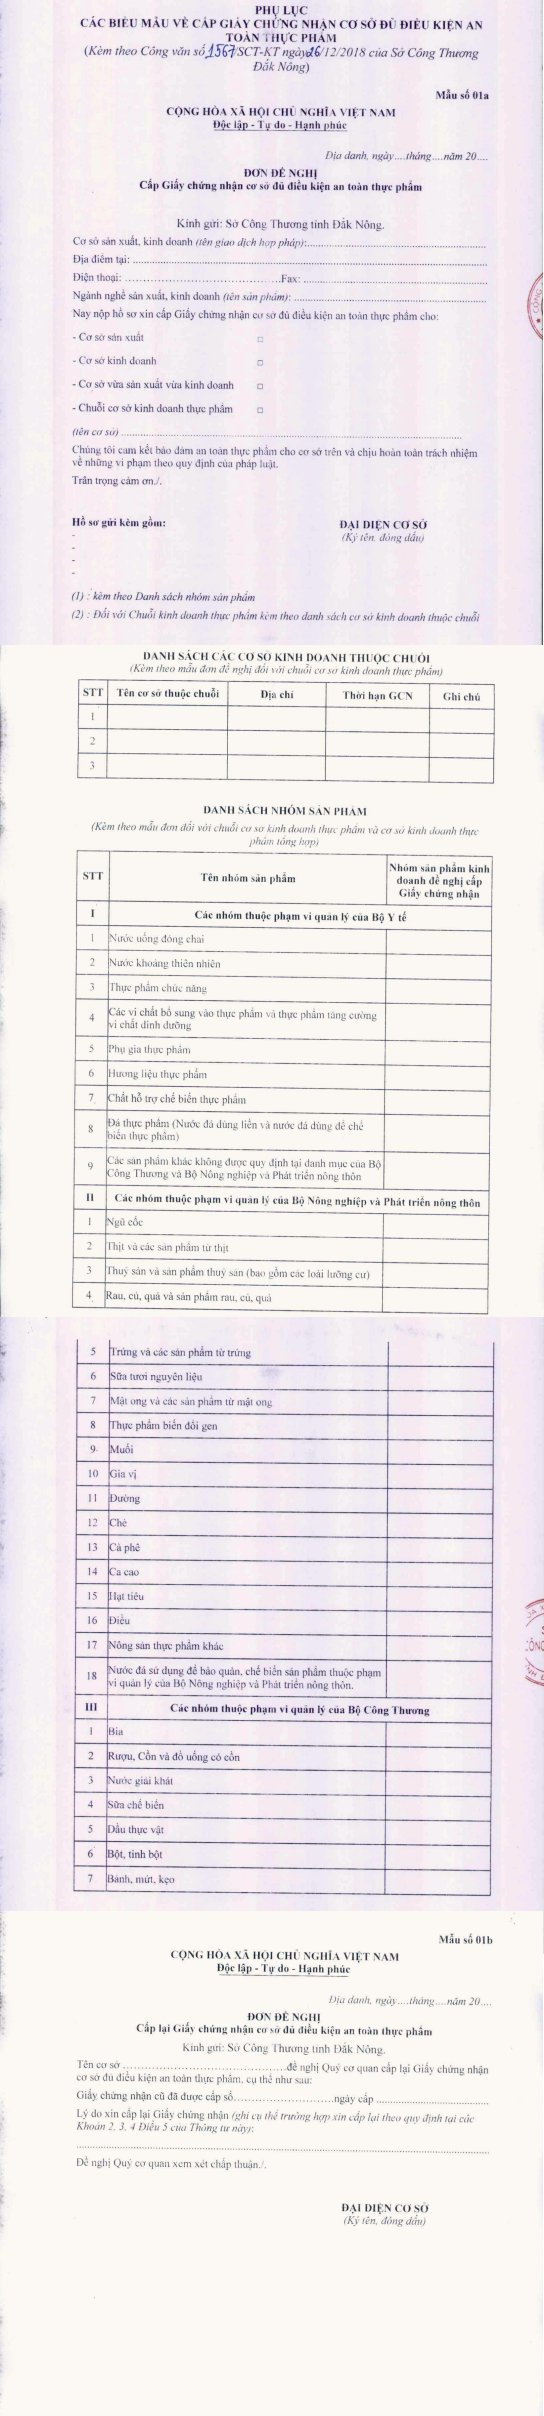 PHỤ LỤC
CÁC BIỂU MẪU VỀ CẤP GIẤY CHỨNG NHẬN CƠ SỞ ĐỦ ĐIỀU KIỆN AN
TOÀN THỰC PHẨM
(Kèm theo Công văn số 1567/SCT-KT ngày 26/12/2018 của Sở Công Thương
Đắk Nông)
Mẫu số 01a
CỘNG HÒA XÃ HỘI CHỦ NGHĨA VIỆT NAM
Độc lập - Tự do - Hạnh phúc
Địa danh, ngày....tháng....năm 20....
ĐƠN ĐỀ NGHỊ
Cấp Giấy chứng nhận cơ sở đủ điều kiện an toàn thực phẩm
Kính gửi: Sở Công Thương tỉnh Đắk Nông.
Cơ sở sản xuất, kinh doanh (tên giao dịch hợp pháp):..........
Địa điểm tại: ..........
Điện thoại: ..........Fax: ..........
Ngành nghề sản xuất, kinh doanh (tên sản phẩm): ..........
Nay nộp hồ sơ xin cấp Giấy chứng nhận cơ sở đủ điều kiện an toàn thực phẩm cho:
- Cơ sở sản xuất □
- Cơ sở kinh doanh □
- Cơ sở vừa sản xuất vừa kinh doanh □
- Chuỗi cơ sở kinh doanh thực phẩm □
(tên cơ sở) ..........
Chúng tôi cam kết bảo đảm an toàn thực phẩm cho cơ sở trên và chịu hoàn toàn trách nhiệm
về những vi phạm theo quy định của pháp luật.
Trân trọng cảm ơn./.
Hồ sơ gửi kèm gồm: ĐẠI DIỆN CƠ SỞ
- (Ký tên, đóng dấu)
-
-
-
(1) : kèm theo Danh sách nhóm sản phẩm
(2) : Đối với Chuỗi kinh doanh thực phẩm kèm theo danh sách cơ sở kinh doanh thuộc chuỗi
DANH SÁCH CÁC CƠ SỞ KINH DOANH THUỘC CHUỖI
(Kèm theo mẫu đơn đề nghị đối với chuỗi cơ sở kinh doanh thực phẩm)
STT Tên cơ sở thuộc chuỗi Địa chỉ Thời hạn GCN Ghi chú
1
2
3
DANH SÁCH NHÓM SẢN PHẨM
(Kèm theo mẫu đơn đối với chuỗi cơ sở kinh doanh thực phẩm và cơ sở kinh doanh thực
phẩm tổng hợp)
STT Tên nhóm sản phẩm Nhóm sản phẩm kinh
doanh đề nghị cấp
Giấy chứng nhận
I Các nhóm thuộc phạm vi quản lý của Bộ Y tế
1 Nước uống đóng chai
2 Nước khoáng thiên nhiên
3 Thực phẩm chức năng
4 Các vi chất bổ sung vào thực phẩm và thực phẩm tăng cường
vi chất dinh dưỡng
5 Phụ gia thực phẩm
6 Hương liệu thực phẩm
7 Chất hỗ trợ chế biến thực phẩm
8 Đá thực phẩm (Nước đá dùng liền và nước đá dùng để chế
biến thực phẩm)
9 Các sản phẩm khác không được quy định tại danh mục của Bộ
Công Thương và Bộ Nông nghiệp và Phát triển nông thôn
II Các nhóm thuộc phạm vi quản lý của Bộ Nông nghiệp và Phát triển nông thôn
1 Ngũ cốc
2 Thịt và các sản phẩm từ thịt
3 Thuỷ sản và sản phẩm thuỷ sản (bao gồm các loài lưỡng cư)
4 Rau, củ, quả và sản phẩm rau, củ, quả
5 Trứng và các sản phẩm từ trứng
6 Sữa tươi nguyên liệu
7 Mật ong và các sản phẩm từ mật ong
8 Thực phẩm biến đổi gen
9 Muối
10 Gia vị
11 Đường
12 Chè
13 Cà phê
14 Ca cao
15 Hạt tiêu
16 Điều
17 Nông sản thực phẩm khác
18 Nước đá sử dụng để bảo quản, chế biến sản phẩm thuộc phạm
vi quản lý của Bộ Nông nghiệp và Phát triển nông thôn.
III Các nhóm thuộc phạm vi quản lý của Bộ Công Thương
1 Bia
2 Rượu, Cồn và đồ uống có cồn
3 Nước giải khát
4 Sữa chế biến
5 Dầu thực vật
6 Bột, tinh bột
7 Bánh, mứt, kẹo
Mẫu số 01b
CỘNG HÒA XÃ HỘI CHỦ NGHĨA VIỆT NAM
Độc lập - Tự do - Hạnh phúc
Địa danh, ngày....tháng....năm 20....
ĐƠN ĐỀ NGHỊ
Cấp lại Giấy chứng nhận cơ sở đủ điều kiện an toàn thực phẩm
Kính gửi: Sở Công Thương tỉnh Đắk Nông.
Tên cơ sở ..........đề nghị Quý cơ quan cấp lại Giấy chứng nhận
cơ sở đủ điều kiện an toàn thực phẩm, cụ thể như sau:
Giấy chứng nhận cũ đã được cấp số..........ngày cấp ..........
Lý do xin cấp lại Giấy chứng nhận (ghi cụ thể trường hợp xin cấp lại theo quy định tại các
Khoản 2, 3, 4 Điều 5 của Thông tư này):
..........
Đề nghị Quý cơ quan xem xét chấp thuận./.
ĐẠI DIỆN CƠ SỞ
(Ký tên, đóng dấu)